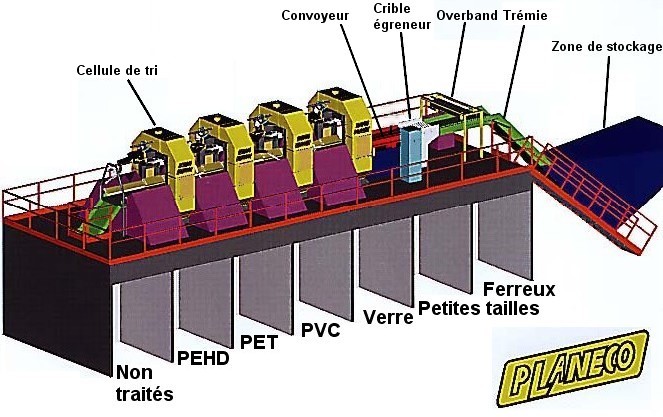 Convoyeur
Crible
égreneur
Overband Trémie
Zone de stockage
Cellule de tri
Ferreux
Petites tailles
Verre
PVC
PET
PEHD
Non
traités
PLANECO